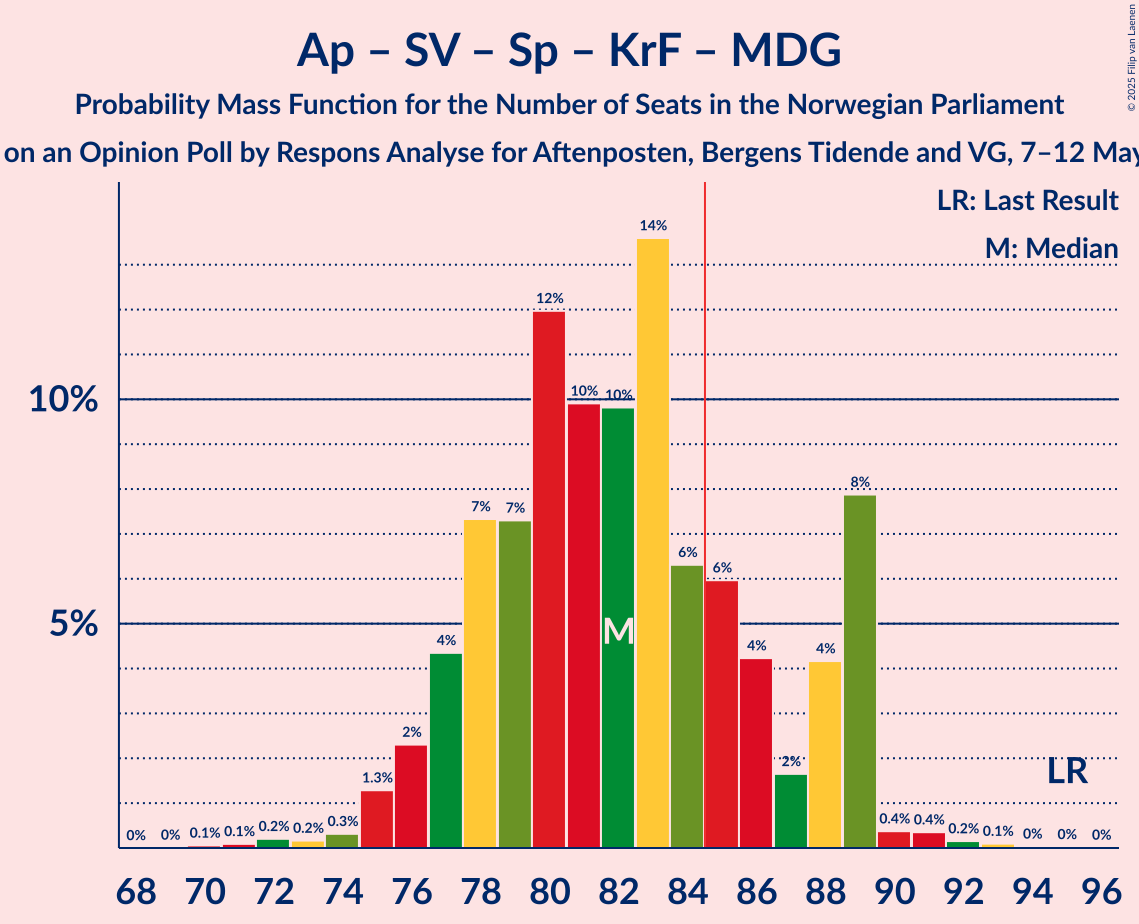 Ap – SV – Sp – KrF – MDG
Probability Mass Function for the Number of Seats in the Norwegian Parliament
on an Opinion Poll by Respons Analyse for Aftenposten, Bergens Tidende and VG, 7–12 May
© 2025 Filip van Laenen
LR: Last Result
M: Median
10%
5%
0% 0% 0.1% 0.1% 0.2% 0.2% 0.3% 1.3% 2% 4% 7% 7% 12% 10% 10% 14% 6% 6% 4% 2% 4% 8% 0.4% 0.4% 0.2% 0.1% 0% 0% 0%
M
LR
68 70 72 74 76 78 80 82 84 86 88 90 92 94 96